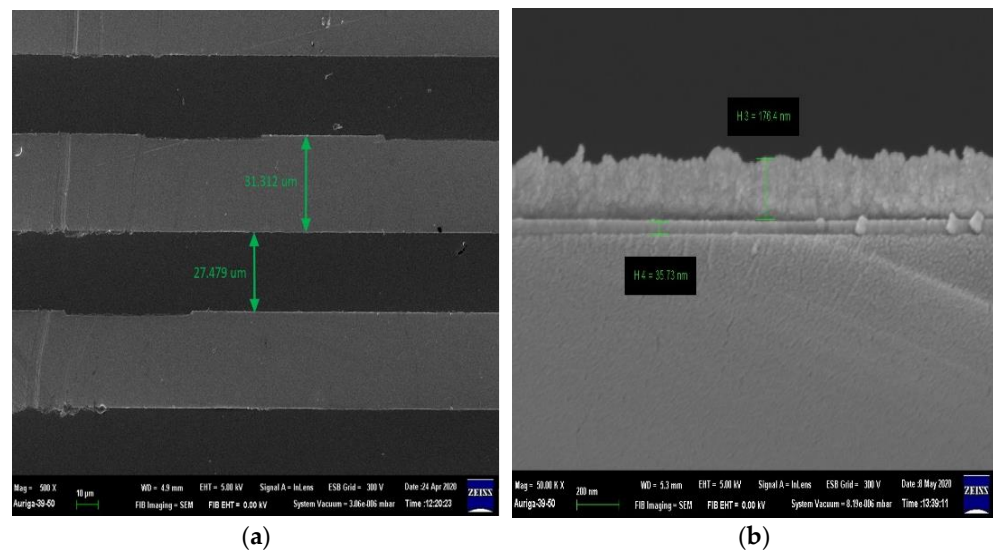 31.312 um
27.479 um
Mag = 500 X
Auriga-39-50
10 μm
WD = 4.9 mm
EHT = 5.00 kV
Signal A = InLens
ESB Grid = 300 V
Date :24 Apr 2020
FIB Imaging = SEM
FIB EHT = 0.00 kV
System Vacuum = 3.06e-006 mbar
Time :12:20:23
ZEISS
(a)
H 3 = 176.4 nm
H 4 = 35.73 nm
Mag = 50.00 K X
Auriga-39-50
200 nm
WD = 5.3 mm
EHT = 5.00 kV
Signal A = InLens
ESB Grid = 300 V
Date :8 May 2020
FIB Imaging = SEM
FIB EHT = 0.00 kV
System Vacuum = 8.19e-006 mbar
Time :13:39:11
ZEISS
(b)